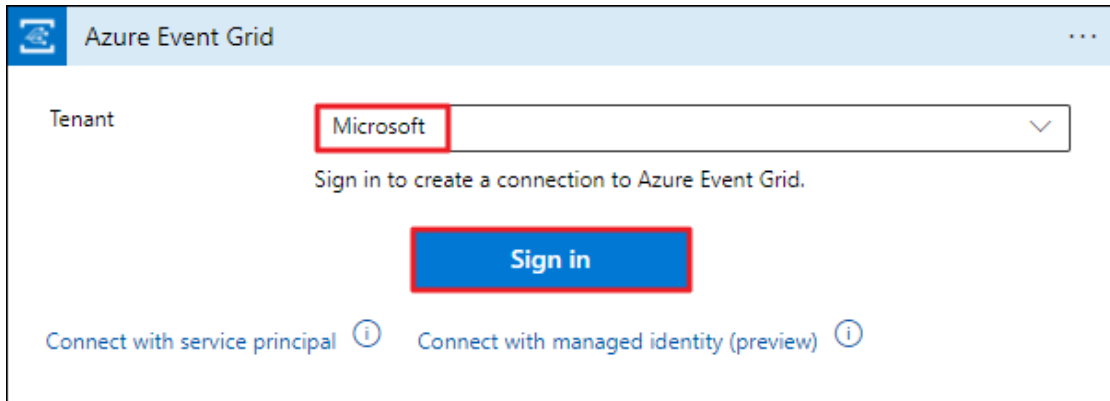 Azure Event Grid
Tenant
Microsoft
Sign in to create a connection to Azure Event Grid.
Sign in
Connect with service principal
Connect with managed identity (preview)